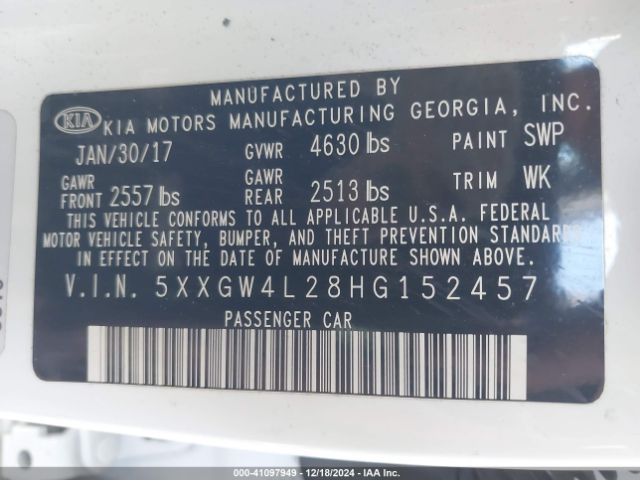 MANUFACTURED BY
KIA KIA MOTORS MANUFACTURING GEORGIA, INC.
JAN/30/17 GVWR 4630 lbs PAINT SWP
GAWR FRONT 2557 lbs GAWR REAR 2513 lbs TRIM WK
THIS VEHICLE CONFORMS TO ALL APPLICABLE U.S.A. FEDERAL
MOTOR VEHICLE SAFETY, BUMPER, AND THEFT PREVENTION STANDARDS
IN EFFECT ON THE DATE OF MANUFACTURE SHOWN ABOVE.
V.I.N. 5XXGW4L28HG152457
PASSENGER CAR
000-41097949 • 12/18/2024 - IAA Inc.